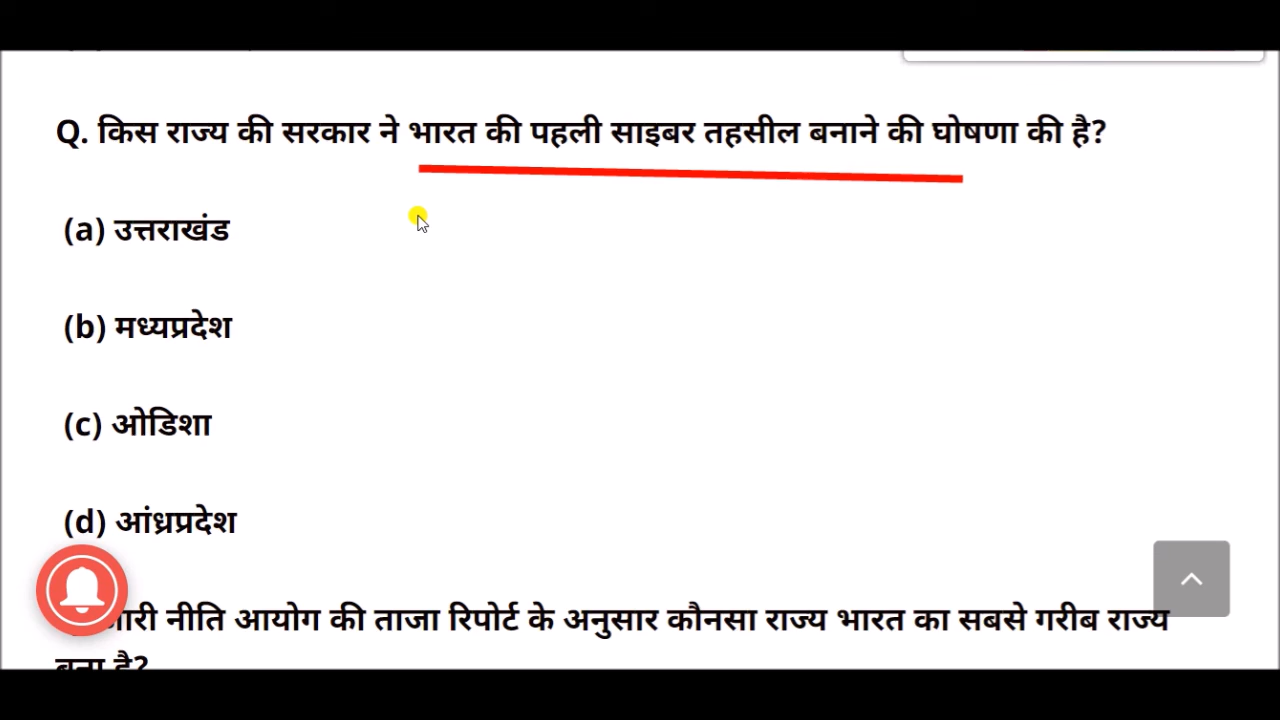 Q. किस राज्य की सरकार ने भारत की पहली साइबर तहसील बनाने की घोषणा की है?
(a) उत्तराखंड
(b) मध्यप्रदेश
(c) ओडिशा
(d) आंध्रप्रदेश
नीति आयोग की ताजा रिपोर्ट के अनुसार कौनसा राज्य भारत का सबसे गरीब राज्य
बना है?